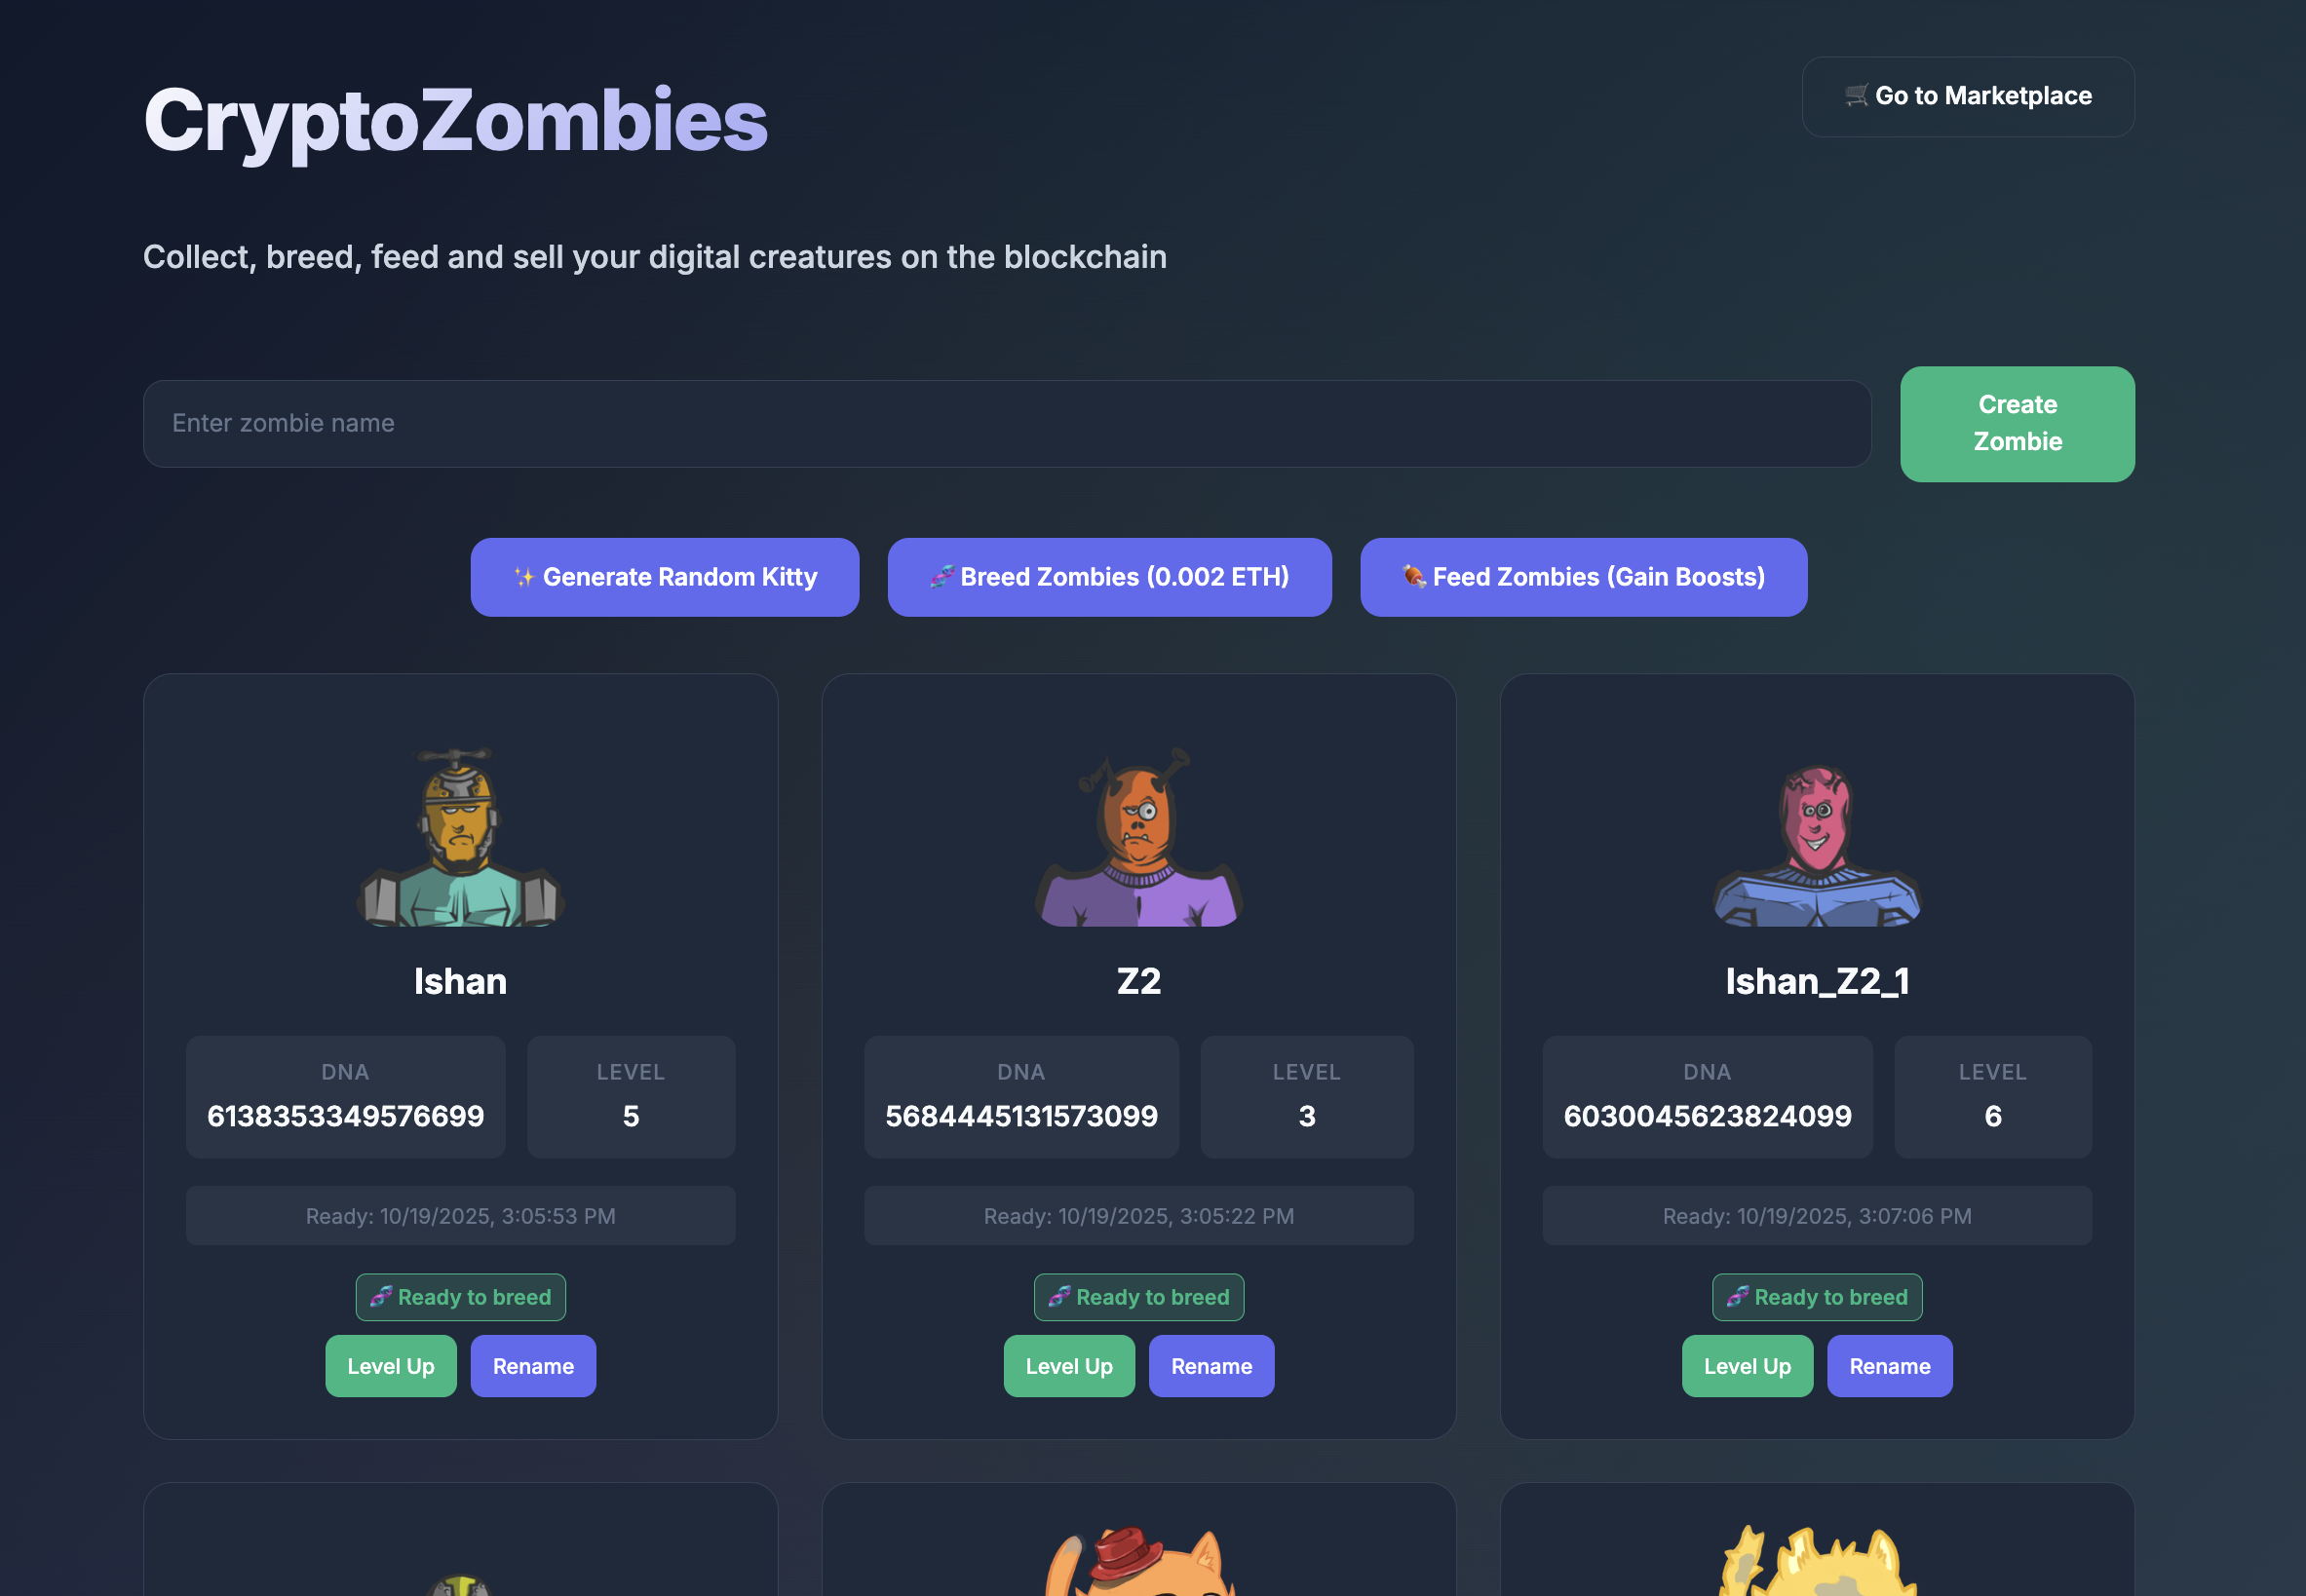 CryptoZombies
🛒 Go to Marketplace
Collect, breed, feed and sell your digital creatures on the blockchain
Enter zombie name
Create
Zombie
✨ Generate Random Kitty
🧬 Breed Zombies (0.002 ETH)
🍖 Feed Zombies (Gain Boosts)
Ishan
DNA
6138353349576699
LEVEL
5
Ready: 10/19/2025, 3:05:53 PM
🧬 Ready to breed
Level Up
Rename
Z2
DNA
5684445131573099
LEVEL
3
Ready: 10/19/2025, 3:05:22 PM
🧬 Ready to breed
Level Up
Rename
Ishan_Z2_1
DNA
6030045623824099
LEVEL
6
Ready: 10/19/2025, 3:07:06 PM
🧬 Ready to breed
Level Up
Rename